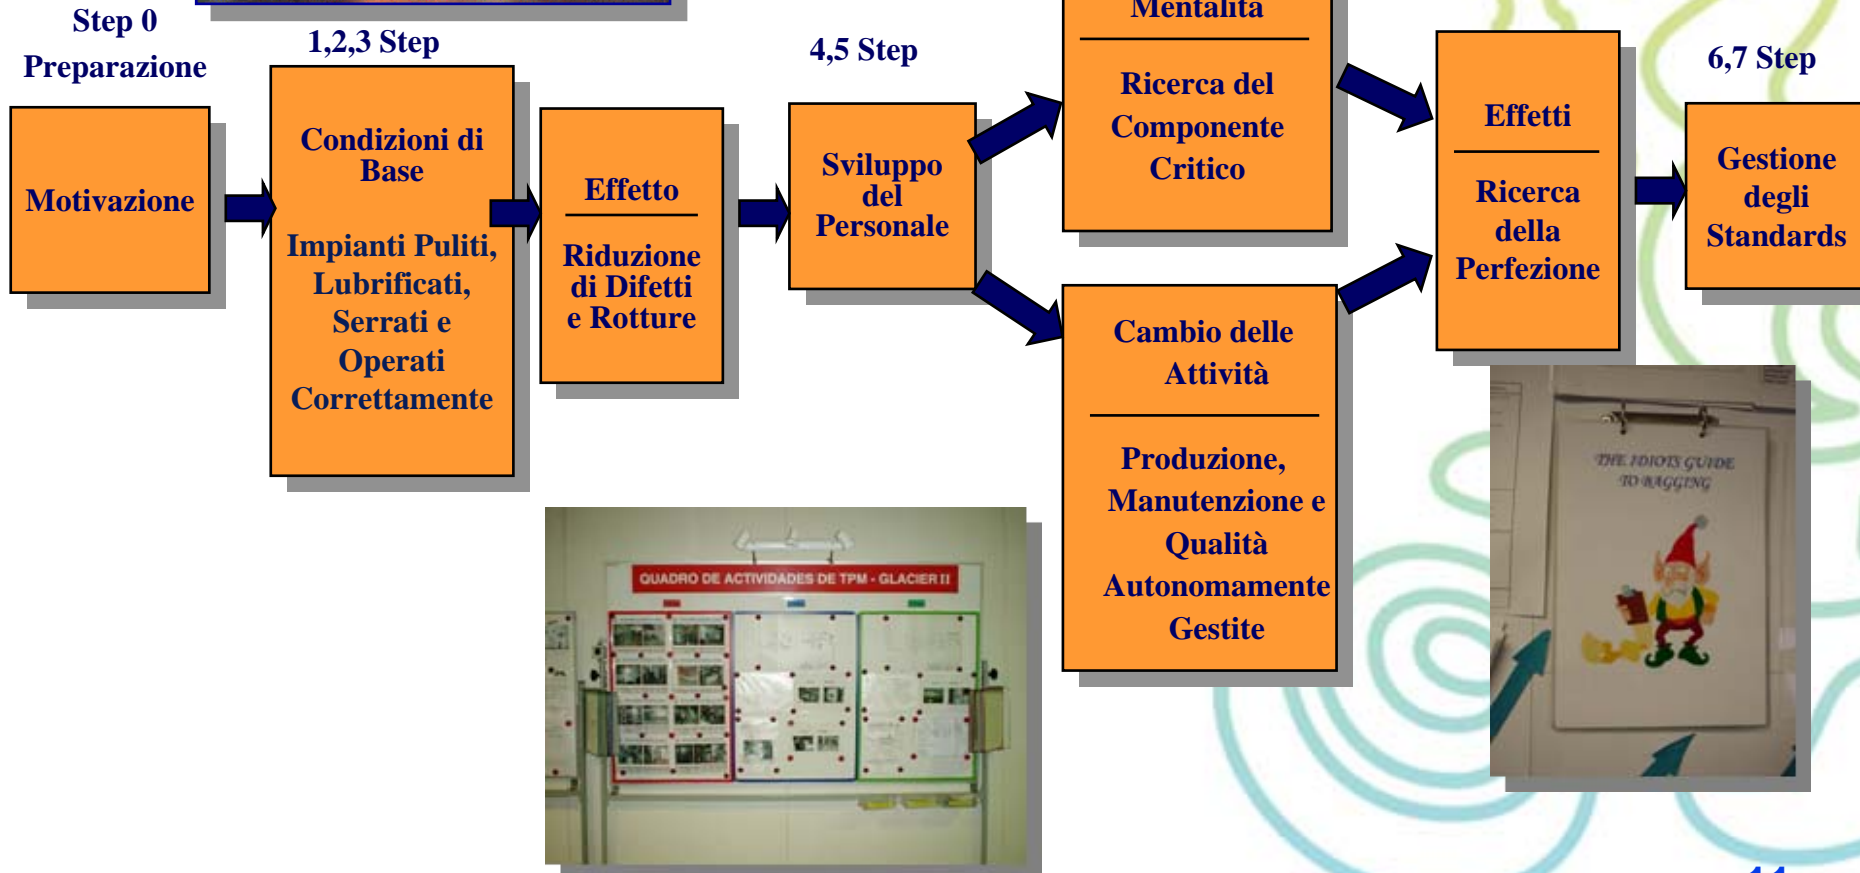 Step 0
Preparazione
Motivazione
1,2,3 Step
Condizioni di
Base
Impianti Puliti,
Lubrificati,
Serrati e
Operati
Correttamente
Effetto
Riduzione
di Difetti
e Rotture
4,5 Step
Sviluppo
del
Personale
Mentalità
Ricerca del
Componente
Critico
Cambio delle
Attività
Produzione,
Manutenzione e
Qualità
Autonomamente
Gestite
Effetti
Ricerca
della
Perfezione
6,7 Step
Gestione
degli
Standards
QUADRO DE ACTIVIDADES DE TPM - GLACIER II
THE IDIOTS GUIDE
TO BAGGING